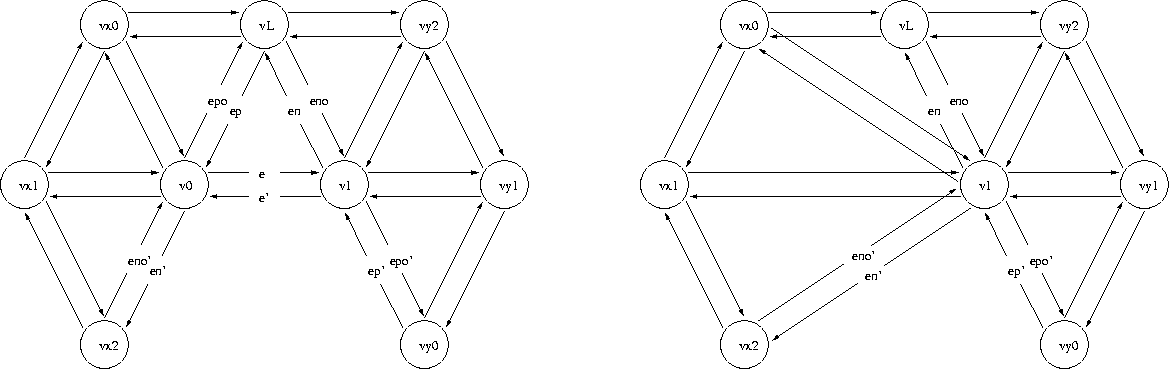 vx0 vL vy2 vx0 vL vy2
epo ep en eno en eno
vx1 v0 e e' v1 vy1 vx1 v1 vy1
eno' en' ep' epo' eno' en' ep' epo'
vx2 vy0 vx2 vy0